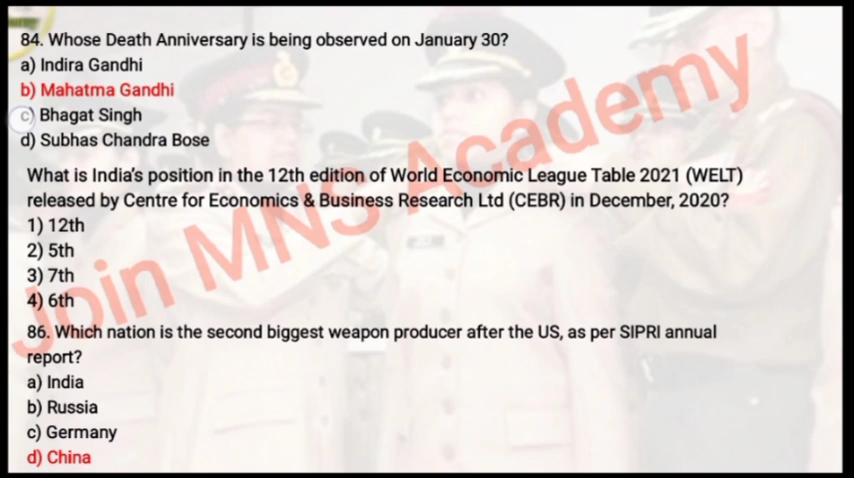 84. Whose Death Anniversary is being observed on January 30?
a) Indira Gandhi
b) Mahatma Gandhi
c) Bhagat Singh
d) Subhas Chandra Bose
What is India's position in the 12th edition of World Economic League Table 2021 (WELT)
released by Centre for Economics & Business Research Ltd (CEBR) in December, 2020?
1) 12th
2) 5th
3) 7th
4) 6th
86. Which nation is the second biggest weapon producer after the US, as per SIPRI annual
report?
a) India
b) Russia
c) Germany
d) China
Join MNS Academy